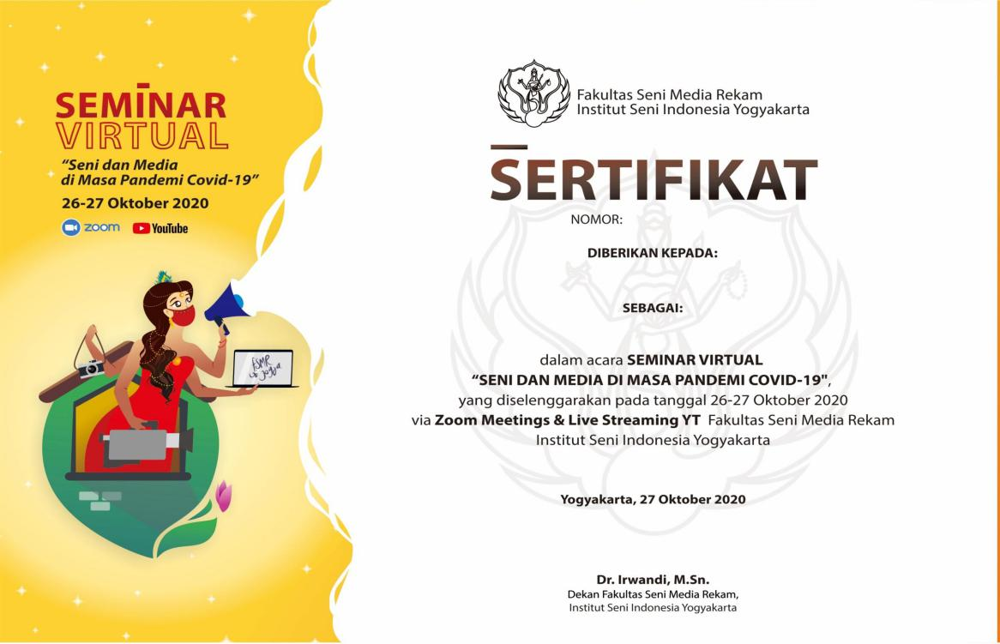 SEMINAR
VIRTUAL
“Seni dan Media
di Masa Pandemi Covid-19”
26-27 Oktober 2020
zoom YouTube
FSMR
ISI Jogja
Fakultas Seni Media Rekam
Institut Seni Indonesia Yogyakarta
SERTIFIKAT
NOMOR:
DIBERIKAN KEPADA:
SEBAGAI:
dalam acara SEMINAR VIRTUAL
“SENI DAN MEDIA DI MASA PANDEMI COVID-19",
yang diselenggarakan pada tanggal 26-27 Oktober 2020
via Zoom Meetings & Live Streaming YT Fakultas Seni Media Rekam
Institut Seni Indonesia Yogyakarta
Yogyakarta, 27 Oktober 2020
Dr. Irwandi, M.Sn.
Dekan Fakultas Seni Media Rekam,
Institut Seni Indonesia Yogyakarta